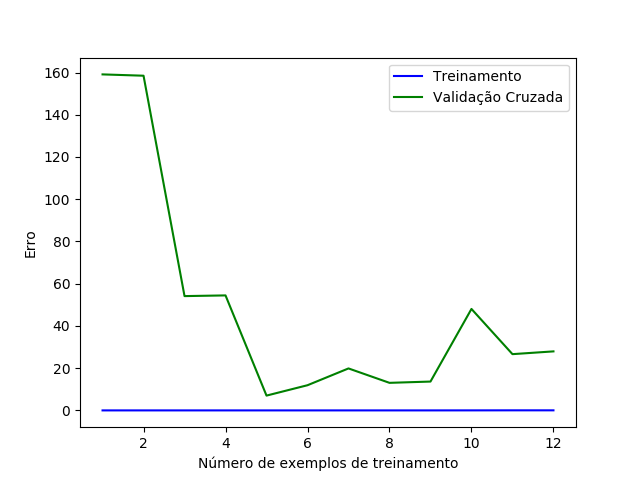 160
140
120
100
80
60
40
20
0
Erro
Treinamento
Validação Cruzada
2 4 6 8 10 12
Número de exemplos de treinamento